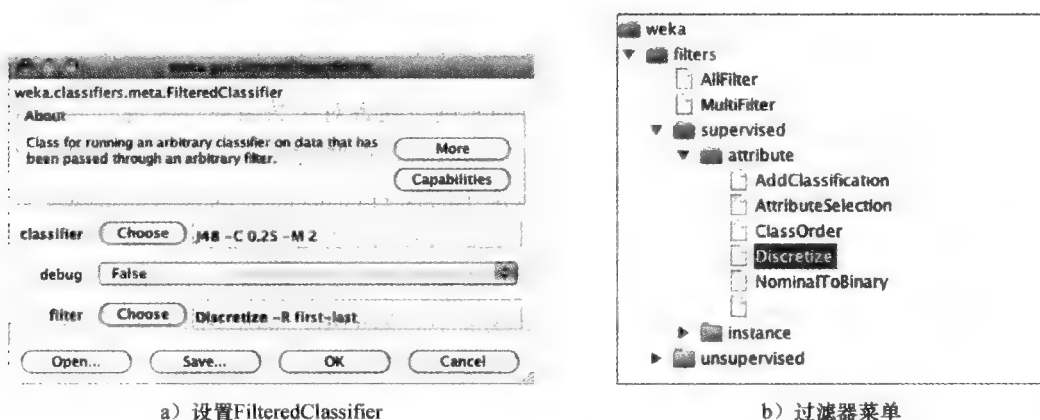 weka.classifiers.meta.FilteredClassifier
About
Class for running an arbitrary classifier on data that has
been passed through an arbitrary filter.
More
Capabilities
classifier Choose J48 -C 0.25 -M 2
debug False
filter Choose Discretize -R first-last
Open... Save... OK Cancel
a）设置FilteredClassifier
weka
filters
AllFilter
MultiFilter
supervised
attribute
AddClassification
AttributeSelection
ClassOrder
Discretize
NominalToBinary
instance
unsupervised
b）过滤器菜单